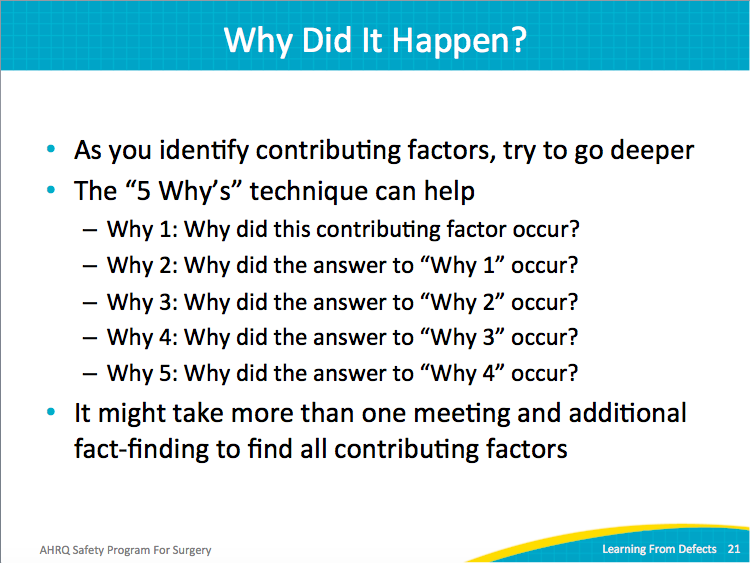 Why Did It Happen?
• As you identify contributing factors, try to go deeper
• The “5 Why’s” technique can help
– Why 1: Why did this contributing factor occur?
– Why 2: Why did the answer to “Why 1” occur?
– Why 3: Why did the answer to “Why 2” occur?
– Why 4: Why did the answer to “Why 3” occur?
– Why 5: Why did the answer to “Why 4” occur?
• It might take more than one meeting and additional
fact-finding to find all contributing factors
AHRQ Safety Program For Surgery
Learning From Defects 21